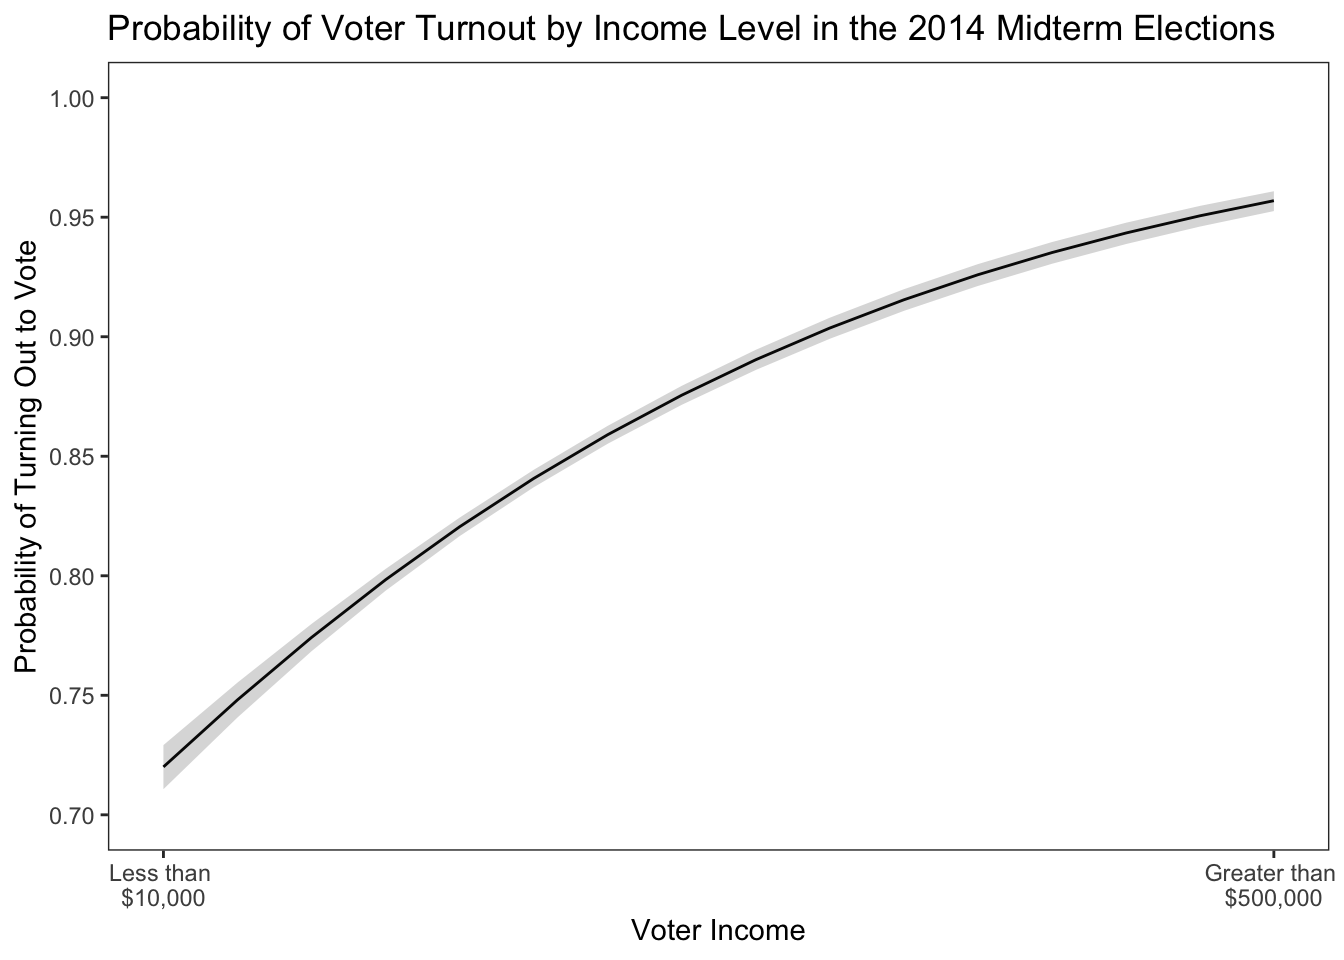 Probability of Voter Turnout by Income Level in the 2014 Midterm Elections
Probability of Turning Out to Vote
1.00
0.95
0.90
0.85
0.80
0.75
0.70
Less than
$10,000
Greater than
$500,000
Voter Income